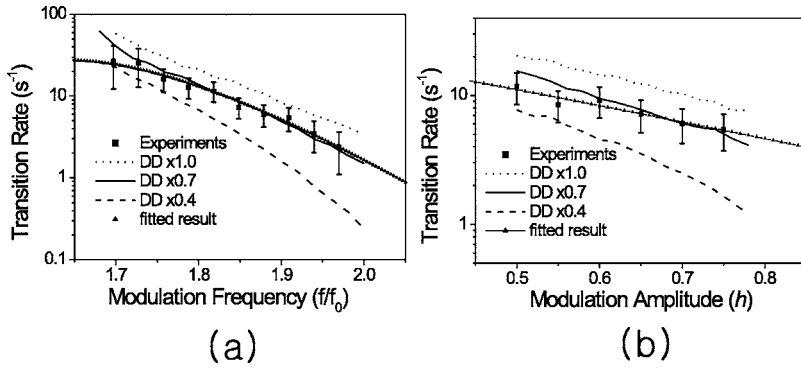 100
10
1
0.1
1.7 1.8 1.9 2.0
Transition Rate (s⁻¹)
Modulation Frequency (f/f₀)
Experiments
DD x1.0
DD x0.7
DD x0.4
fitted result
(a)
10
1
0.5 0.6 0.7 0.8
Transition Rate (s⁻¹)
Modulation Amplitude (h)
Experiments
DD x1.0
DD x0.7
DD x0.4
fitted result
(b)